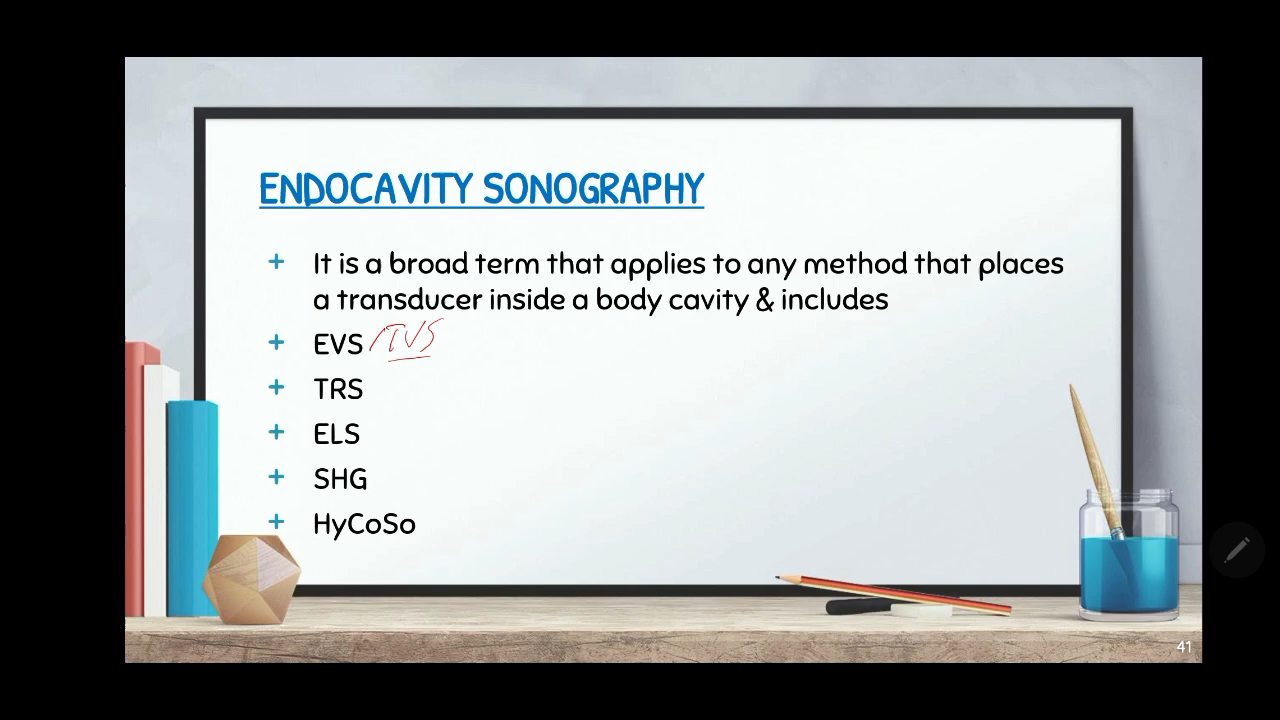 ENDOCAVITY SONOGRAPHY
+ It is a broad term that applies to any method that places
a transducer inside a body cavity & includes
+ EVS /TVS
+ TRS
+ ELS
+ SHG
+ HyCoSo
41